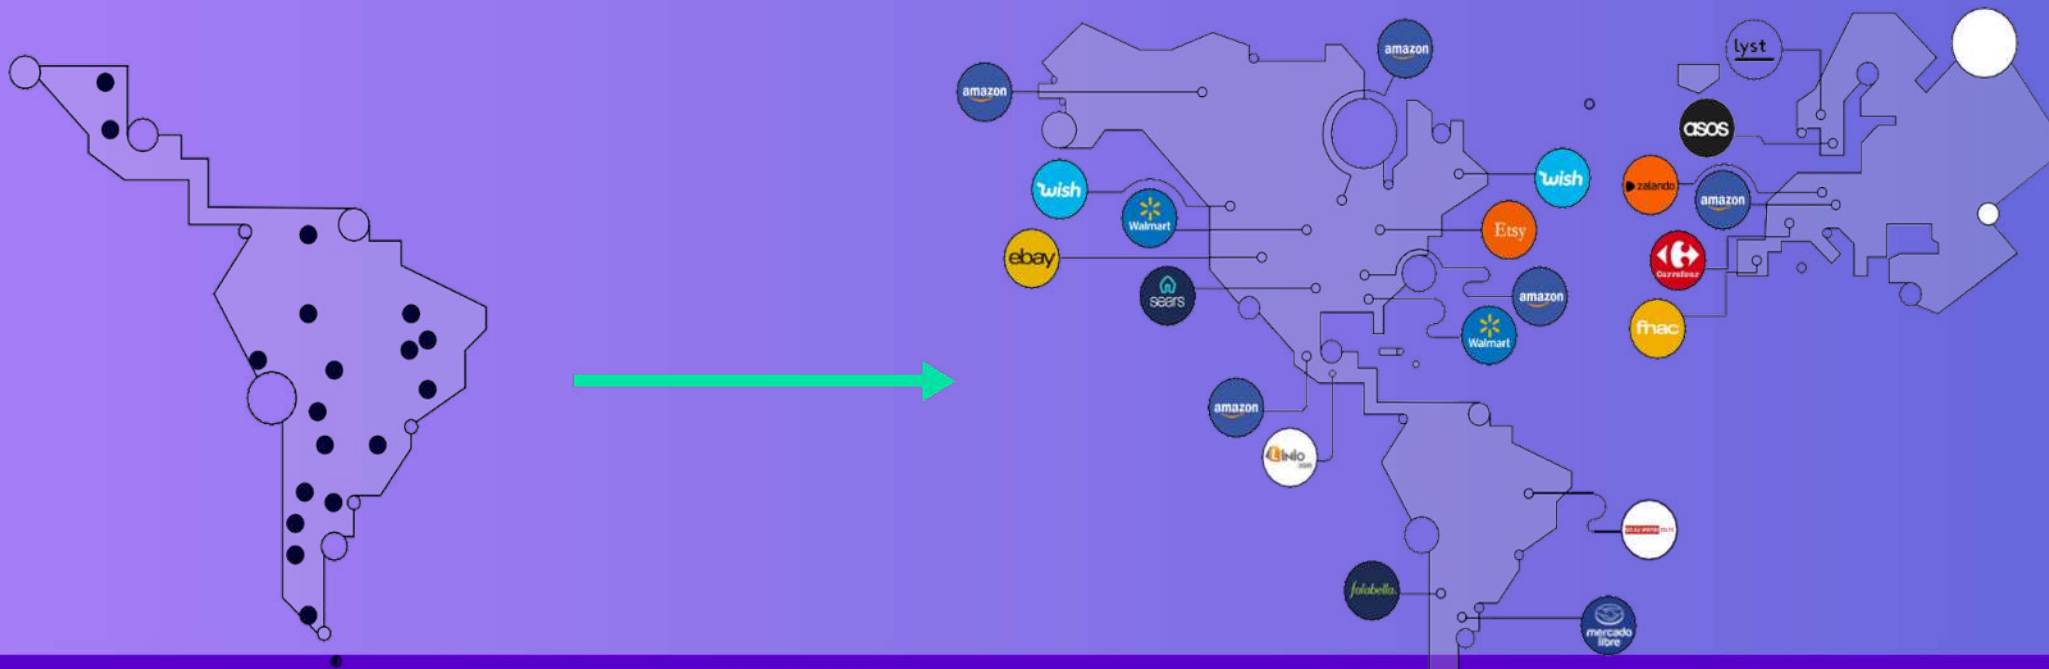 amazon
amazon
lyst
asos
wish
Walmart
ebay
sears
wish
Etsy
amazon
Walmart
zalando
amazon
Carrefour
fnac
amazon
Linio
falabella.
mercado
libre